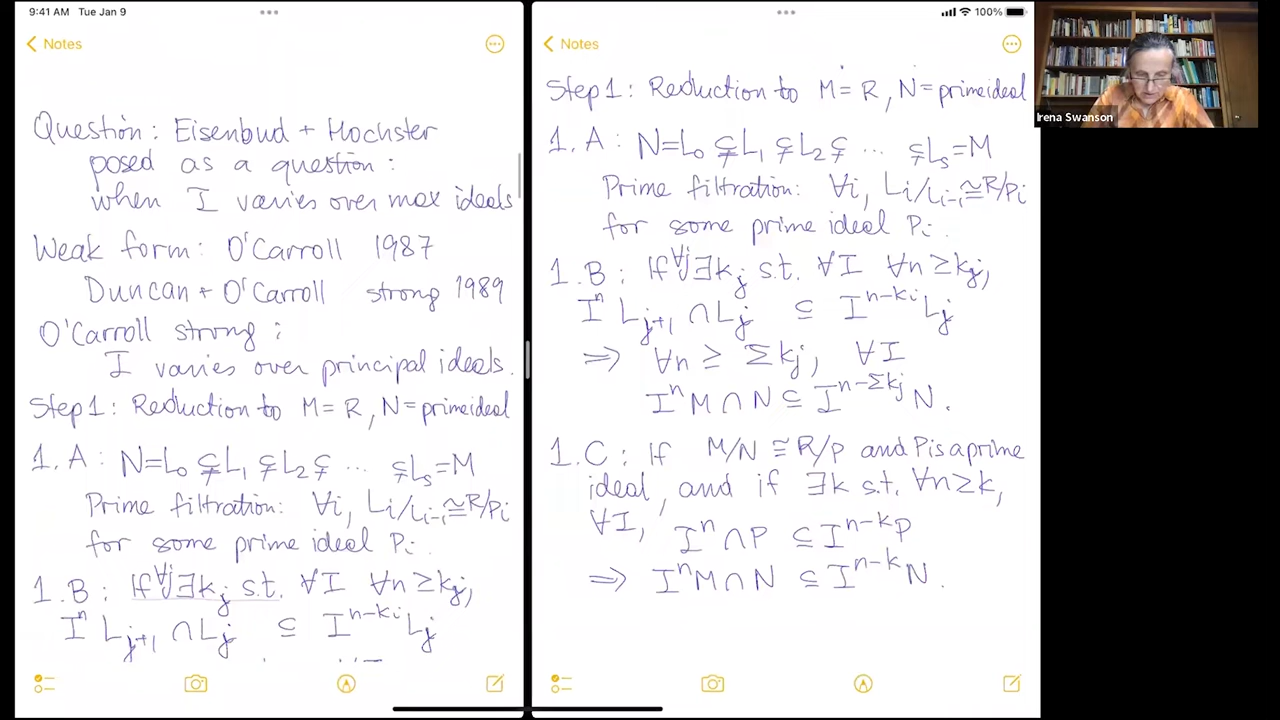 9:41 AM Tue Jan 9
Notes
Question: Eisenbud + Hochster
posed as a question:
when I varies over max ideals
Weak form: O'Carroll 1987
Duncan + O'Carroll strong 1989
O'Carroll strong:
I varies over principal ideals.
Step 1: Reduction to M = R, N = prime ideal
1. A: N = L₀ ⊊ L₁ ⊊ L₂ ⊊ ... ⊊ Lₛ = M
Prime filtration: ∀i, Lᵢ/Lᵢ₋₁ ≅ R/Pᵢ
for some prime ideal Pᵢ.
1. B: If ∀j ∃kⱼ s.t. ∀I ∀n ≥ kⱼ,
Iⁿ Lⱼ₊₁ ∩ Lⱼ ⊆ I^{n-kᵢ} Lⱼ
100%
Notes
Step 1: Reduction to M = R, N = prime ideal
1. A: N = L₀ ⊊ L₁ ⊊ L₂ ⊊ ... ⊊ Lₛ = M
Prime filtration: ∀i, Lᵢ/Lᵢ₋₁ ≅ R/Pᵢ
for some prime ideal Pᵢ.
1. B: If ∀j ∃kⱼ s.t. ∀I ∀n ≥ kⱼ,
Iⁿ Lⱼ₊₁ ∩ Lⱼ ⊆ I^{n-kᵢ} Lⱼ
⇒ ∀n ≥ Σkⱼ, ∀I
IⁿM ∩ N ⊆ I^{n-Σkⱼ} N.
1. C: If M/N ≅ R/P and P is a prime
ideal, and if ∃k s.t. ∀n ≥ k,
∀I, Iⁿ ∩ P ⊆ I^{n-k} P
⇒ IⁿM ∩ N ⊆ I^{n-k} N.
Irena Swanson